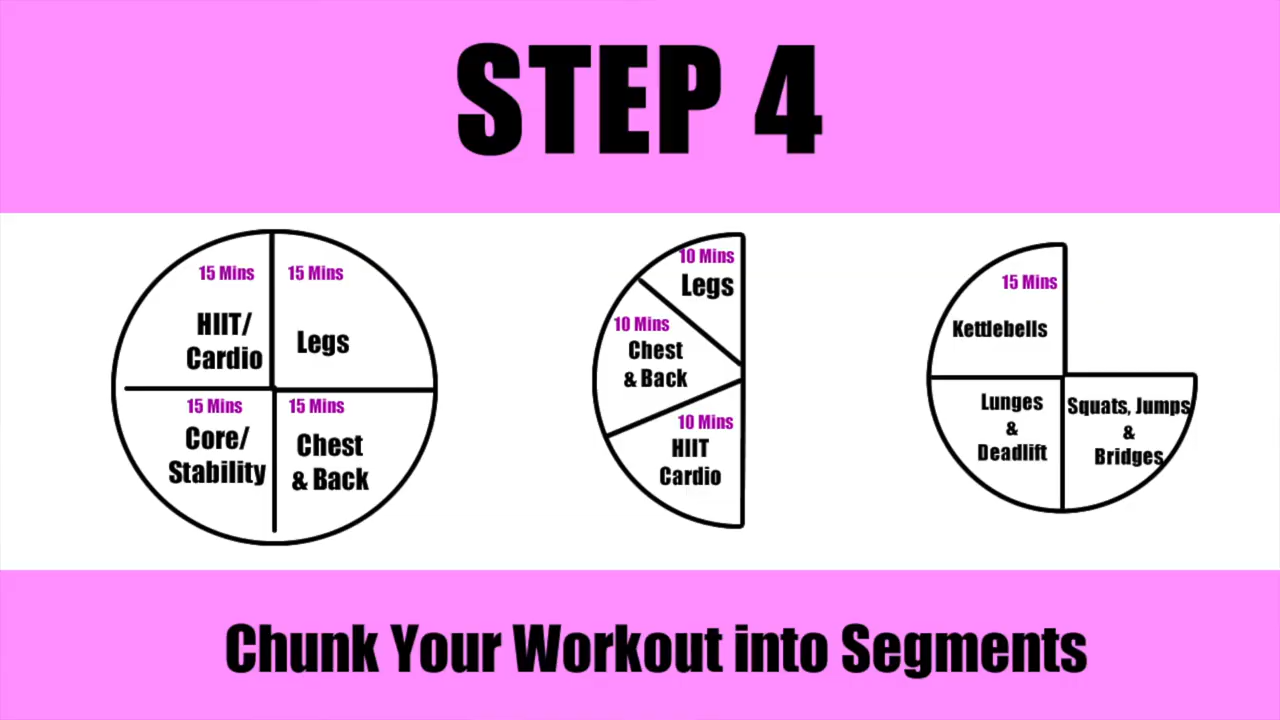 STEP 4
15 Mins
HIIT/
Cardio
15 Mins
Legs
15 Mins
Core/
Stability
15 Mins
Chest
& Back
10 Mins
Legs
10 Mins
Chest
& Back
10 Mins
HIIT
Cardio
15 Mins
Kettlebells
Lunges
&
Deadlift
Squats, Jumps
&
Bridges
Chunk Your Workout into Segments